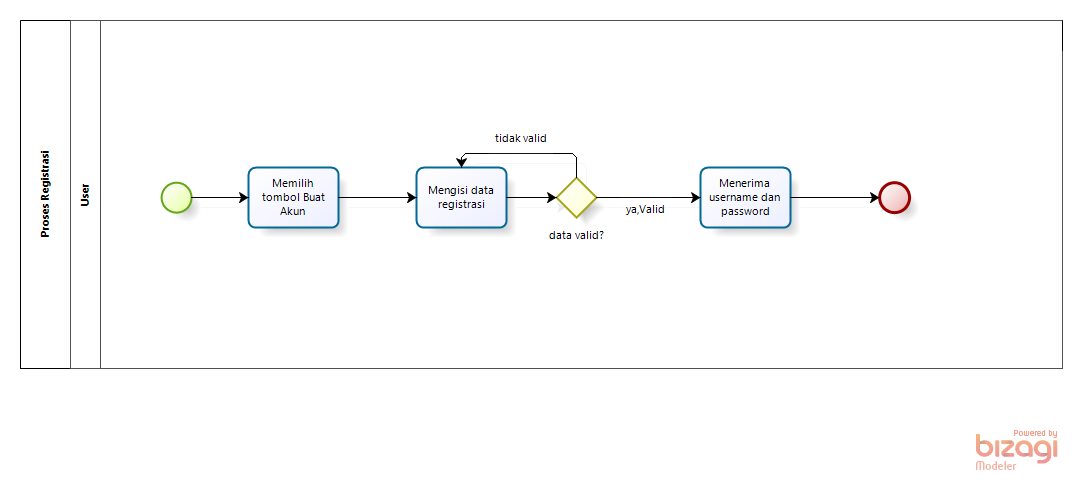 Proses Registrasi
User
Memilih
tombol Buat
Akun
Mengisi data
registrasi
tidak valid
data valid?
ya,Valid
Menerima
username dan
password
Powered by
bizagi
Modeler